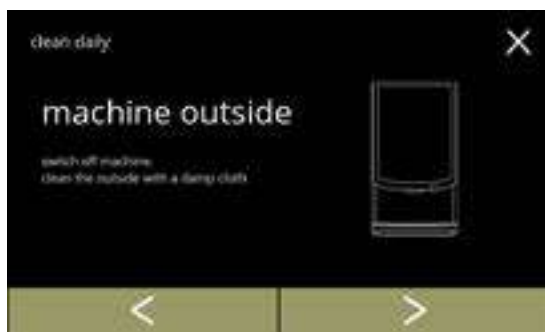 clean daily
machine outside
switch off machine
clean the outside with a damp cloth